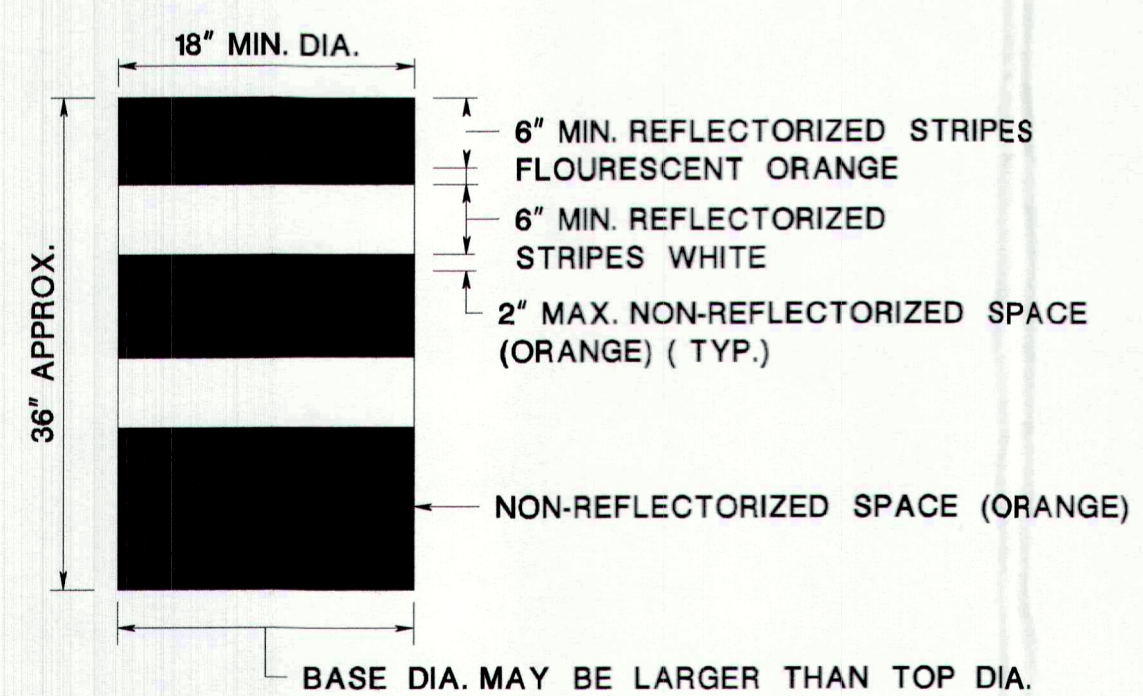 18" MIN. DIA.
6" MIN. REFLECTORIZED STRIPES
FLOURESCENT ORANGE
6" MIN. REFLECTORIZED
STRIPES WHITE
36" APPROX.
2" MAX. NON-REFLECTORIZED SPACE
(ORANGE) ( TYP.)
NON-REFLECTORIZED SPACE (ORANGE)
BASE DIA. MAY BE LARGER THAN TOP DIA.